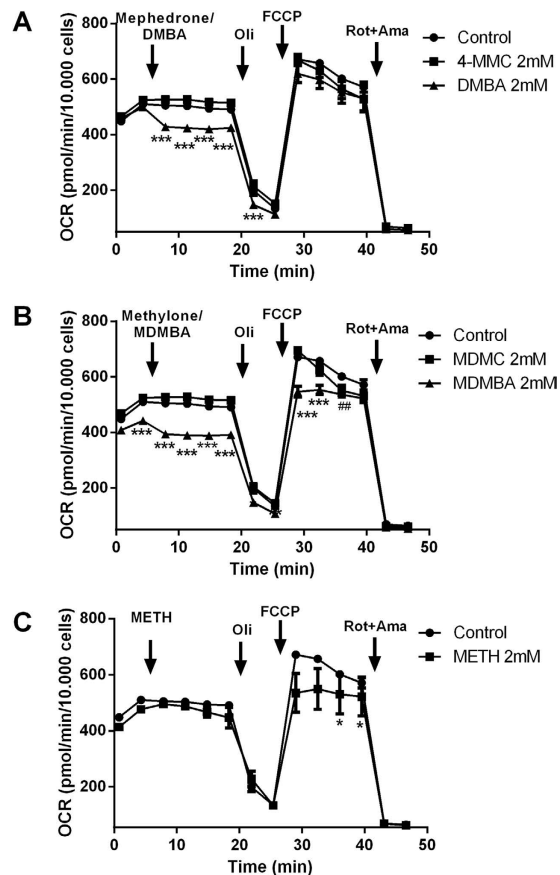 A
Mephedrone/
DMBA
Oli
FCCP
Rot+Ama
Control
4-MMC 2mM
DMBA 2mM
OCR (pmol/min/10.000 cells)
800
600
400
200
***
***
***
***
***
0
10
20
30
40
50
Time (min)
B
Methylone/
MDMBA
Oli
FCCP
Rot+Ama
Control
MDMC 2mM
MDMBA 2mM
OCR (pmol/min/10.000 cells)
800
600
400
200
***
***
***
***
***
*
**
***
***
##
0
10
20
30
40
50
Time (min)
C
METH
Oli
FCCP
Rot+Ama
Control
METH 2mM
OCR (pmol/min/10.000 cells)
800
600
400
200
*
*
0
10
20
30
40
50
Time (min)